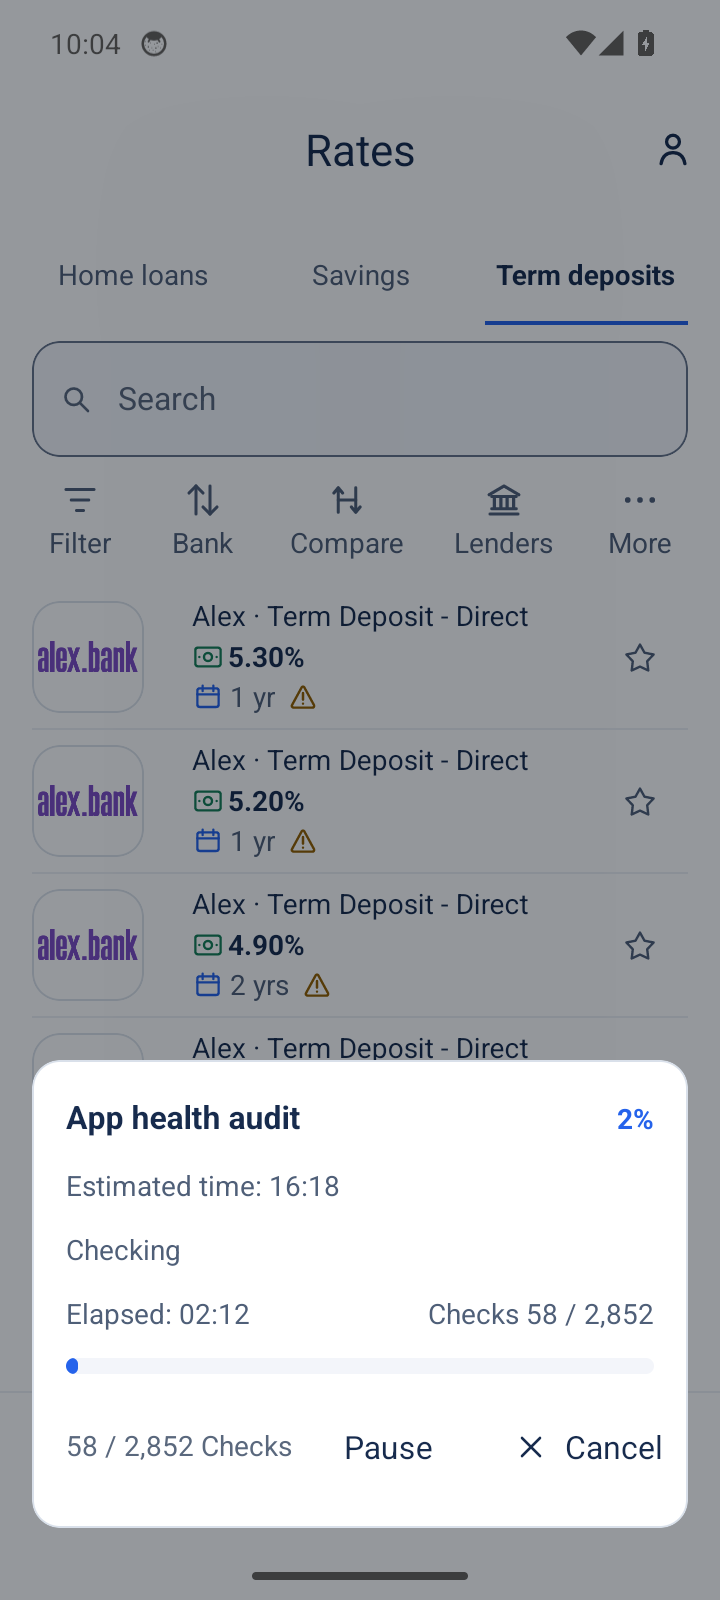 10:04
Rates
Home loans Savings Term deposits
Search
Filter Bank Compare Lenders More
alex.bank
Alex · Term Deposit - Direct
5.30%
1 yr
alex.bank
Alex · Term Deposit - Direct
5.20%
1 yr
alex.bank
Alex · Term Deposit - Direct
4.90%
2 yrs
Alex · Term Deposit - Direct
App health audit 2%
Estimated time: 16:18
Checking
Elapsed: 02:12 Checks 58 / 2,852
58 / 2,852 Checks Pause Cancel